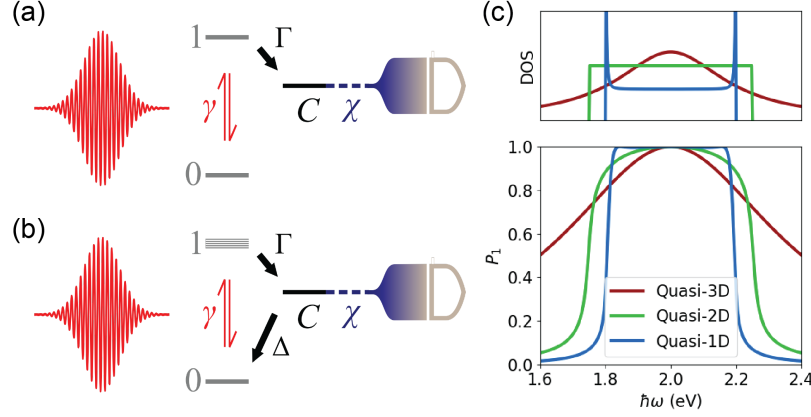 (a)
1
Γ
γ
C
χ
0
(b)
1
Γ
γ
C
χ
Δ
0
(c)
DOS
1.0
0.8
0.6
P₁
0.4
0.2
0.0
Quasi-3D
Quasi-2D
Quasi-1D
1.6 1.8 2.0 2.2 2.4
ħω (eV)